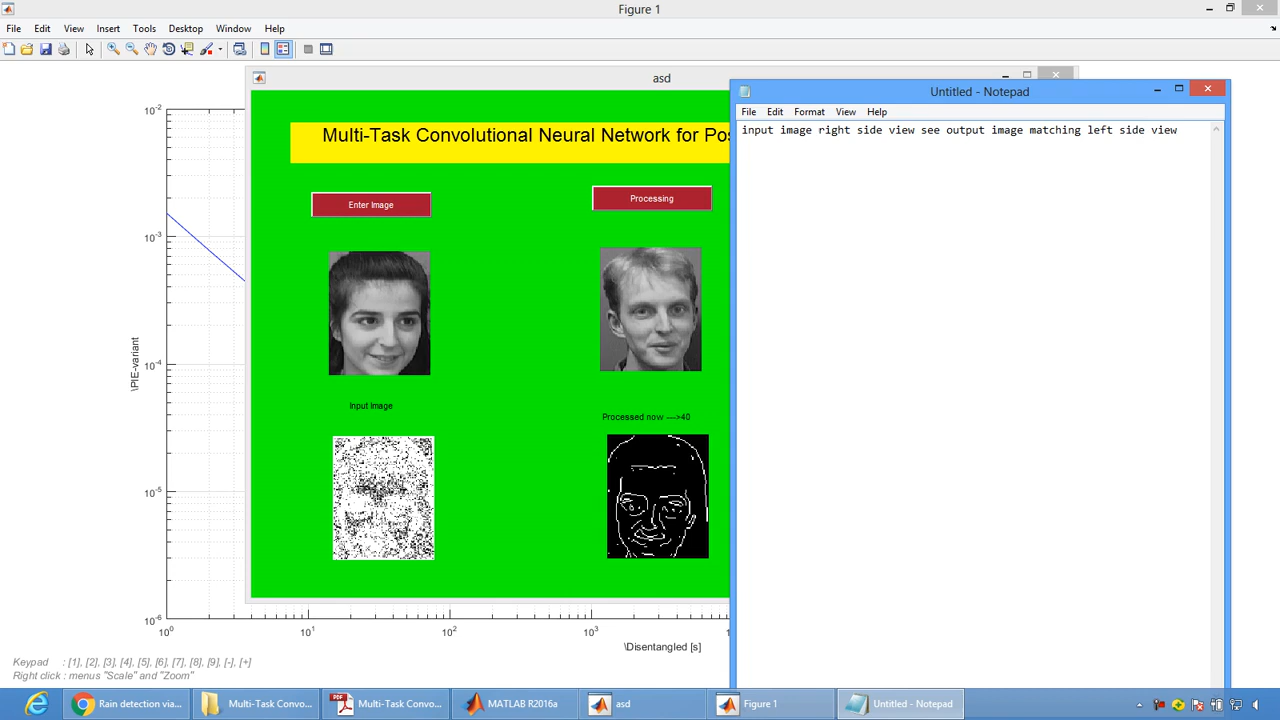 Figure 1
File Edit View Insert Tools Desktop Window Help
asd
Untitled - Notepad
File Edit Format View Help
input image right side view see output image matching left side view
Multi-Task Convolutional Neural Network for Pos
Enter Image
Processing
Input Image
Processed now --->40
10^-2
10^-3
10^-4
10^-5
10^-6
\PIE-variant
10^0 10^1 10^2 10^3
\Disentangled [s]
Keypad : [1], [2], [3], [4], [5], [6], [7], [8], [9], [-], [+]
Right click : menus "Scale" and "Zoom"
Rain detection via... Multi-Task Convo... Multi-Task Convo... MATLAB R2016a asd Figure 1 Untitled - Notepad